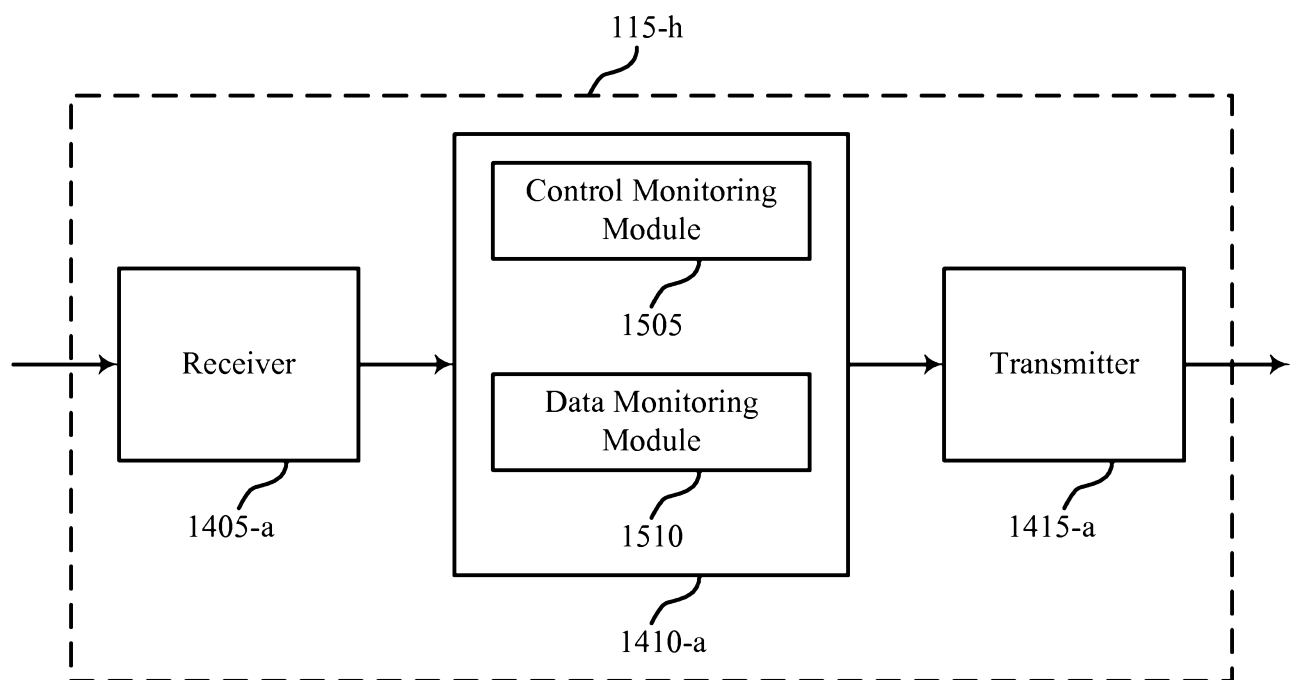 115-h
Control Monitoring
Module
1505
Receiver
Transmitter
Data Monitoring
Module
1405-a
1510
1415-a
1410-a